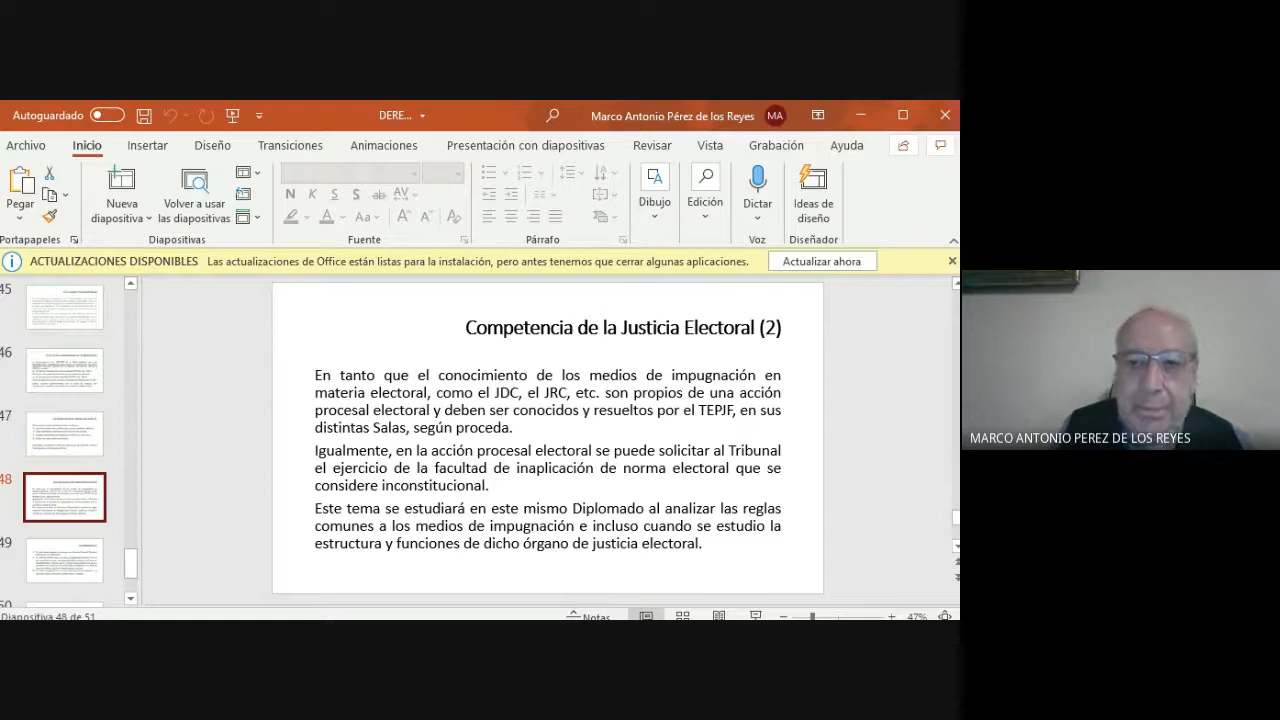 Autoguardado
DERE...
Marco Antonio Pérez de los Reyes
MA
Archivo Inicio Insertar Diseño Transiciones Animaciones Presentación con diapositivas Revisar Vista Grabación Ayuda
Pegar
Nueva diapositiva
Volver a usar las diapositivas
N K S S ab AV
Aa A A
Dibujo
Edición
Dictar
Ideas de diseño
Portapapeles Diapositivas Fuente Párrafo Voz Diseñador
ACTUALIZACIONES DISPONIBLES Las actualizaciones de Office están listas para la instalación, pero antes tenemos que cerrar algunas aplicaciones. Actualizar ahora
45
46
47
48
49
50
Competencia de la Justicia Electoral (2)
En tanto que el conocimiento de los medios de impugnación en
materia electoral, como el JDC, el JRC, etc. son propios de una acción
procesal electoral y deben ser conocidos y resueltos por el TEPJF, en sus
distintas Salas, según proceda.
Igualmente, en la acción procesal electoral se puede solicitar al Tribunal
el ejercicio de la facultad de inaplicación de norma electoral que se
considere inconstitucional.
Este tema se estudiará en este mismo Diplomado al analizar las reglas
comunes a los medios de impugnación e incluso cuando se estudio la
estructura y funciones de dicho órgano de justicia electoral.
Diapositiva 48 de 51
Notas
47%
MARCO ANTONIO PEREZ DE LOS REYES